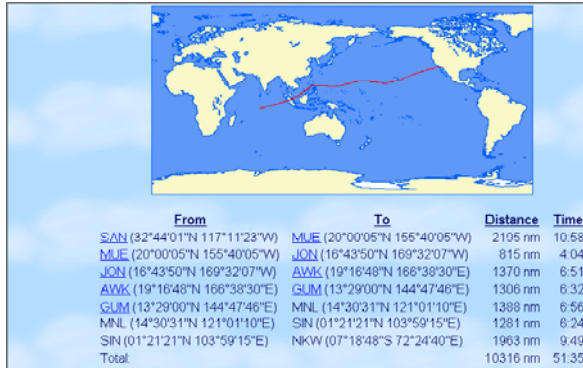 From To Distance Time
SAN (32°44'01"N 117°11'23"W) MUE (20°00'05"N 155°40'05"W) 2195 nm 10:58
MUE (20°00'05"N 155°40'05"W) JON (16°43'50"N 169°32'07"W) 815 nm 4:04
JON (16°43'50"N 169°32'07"W) AWK (19°16'48"N 166°38'30"E) 1370 nm 6:51
AWK (19°16'48"N 166°38'30"E) GUM (13°29'00"N 144°47'46"E) 1306 nm 6:32
GUM (13°29'00"N 144°47'46"E) MNL (14°30'31"N 121°01'10"E) 1388 nm 6:56
MNL (14°30'31"N 121°01'10"E) SIN (01°21'21"N 103°59'15"E) 1281 nm 6:24
SIN (01°21'21"N 103°59'15"E) NKW (07°18'48"S 72°24'40"E) 1963 nm 9:49
Total: 10316 nm 51:35